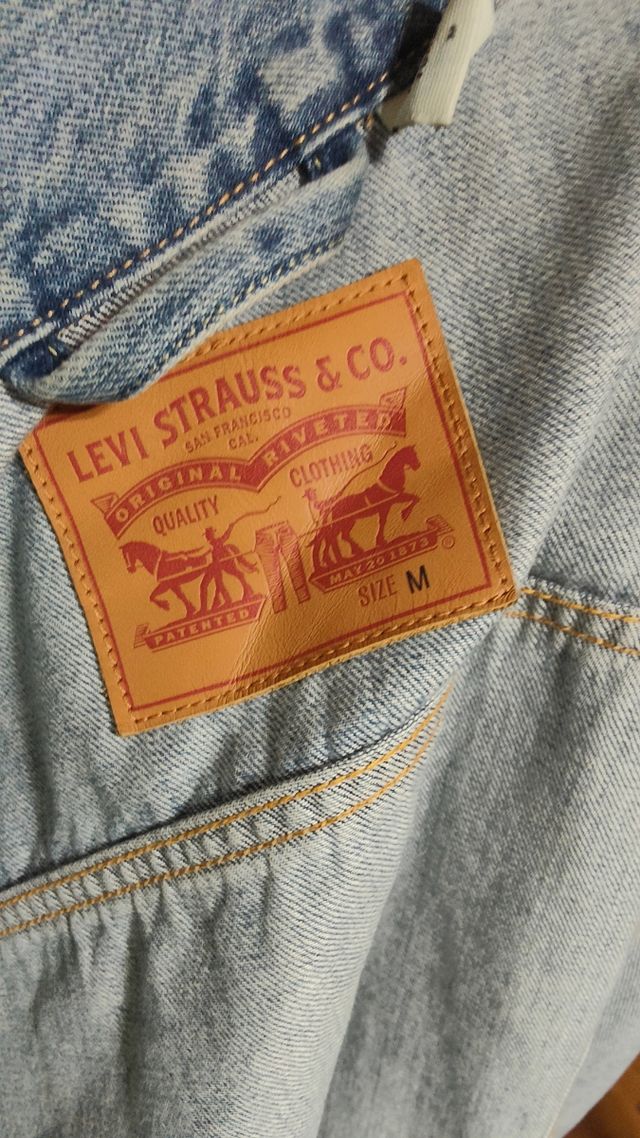 LEVI STRAUSS & CO.
SAN FRANCISCO
CAL.
ORIGINAL RIVETED
QUALITY CLOTHING
PATENTED MAY 20 1873
SIZE M